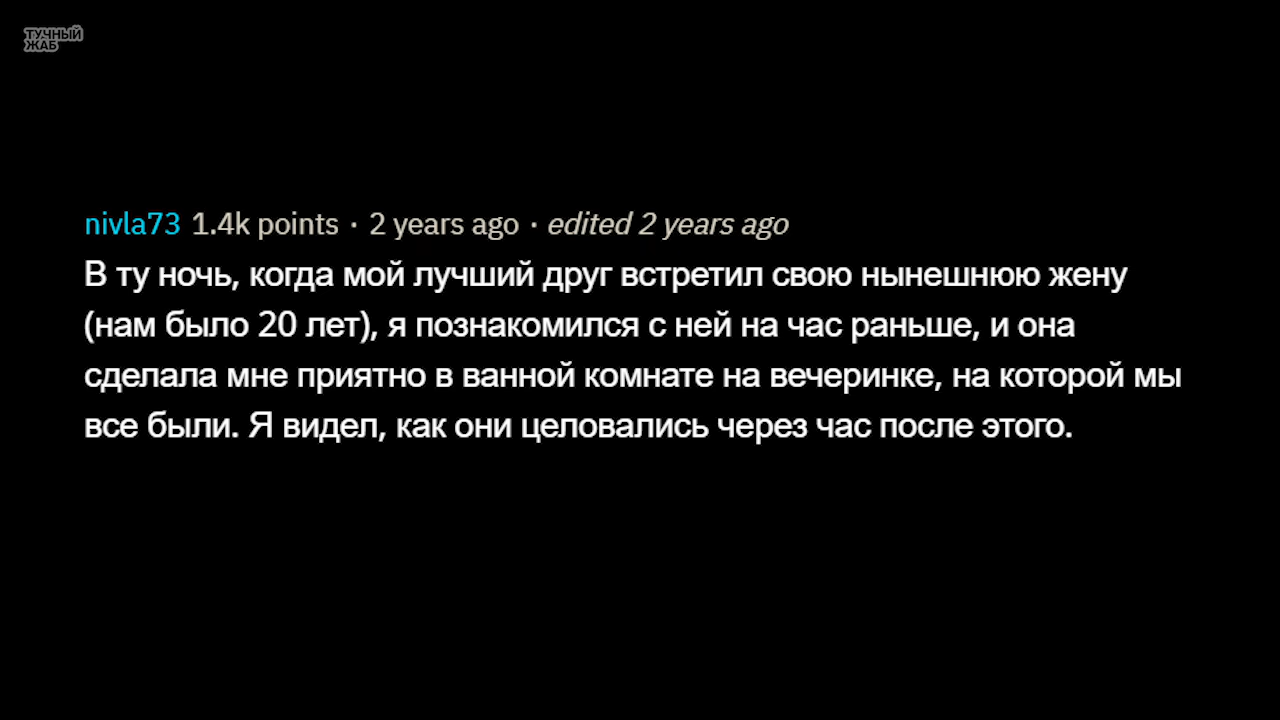 ТУЧНЫЙ
ЖАБ
nivla73 1.4k points · 2 years ago · edited 2 years ago
В ту ночь, когда мой лучший друг встретил свою нынешнюю жену
(нам было 20 лет), я познакомился с ней на час раньше, и она
сделала мне приятно в ванной комнате на вечеринке, на которой мы
все были. Я видел, как они целовались через час после этого.